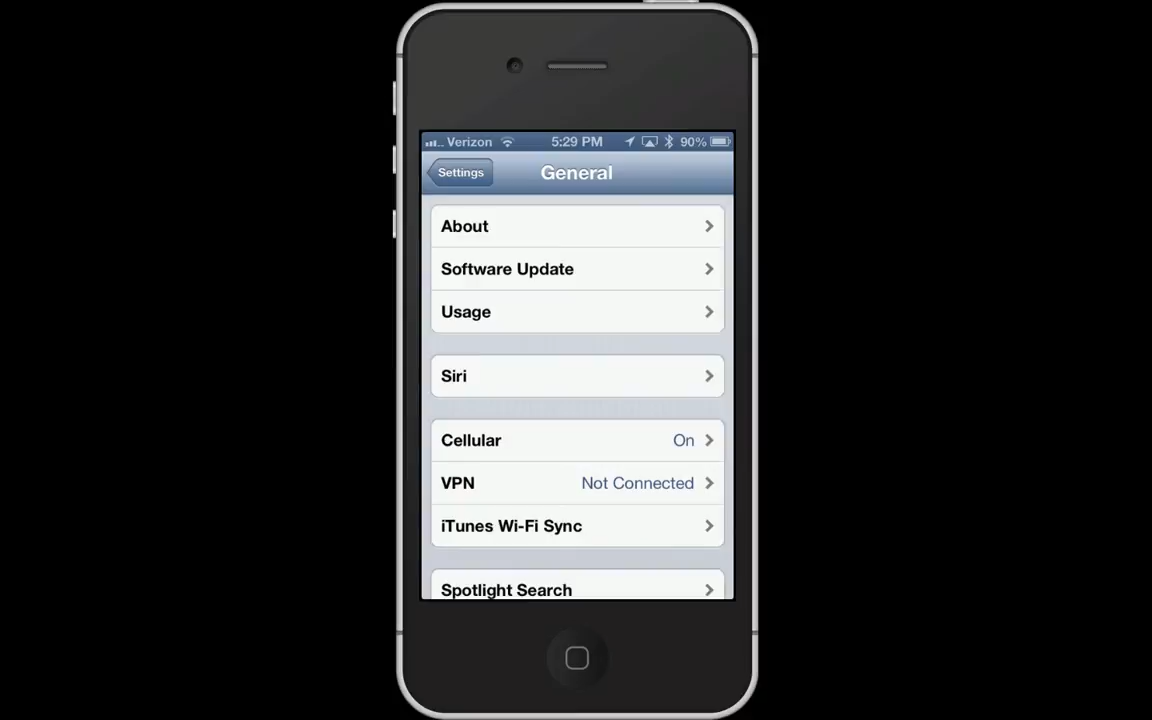 Verizon 5:29 PM 90%
Settings General
About
Software Update
Usage
Siri
Cellular On
VPN Not Connected
iTunes Wi-Fi Sync
Spotlight Search